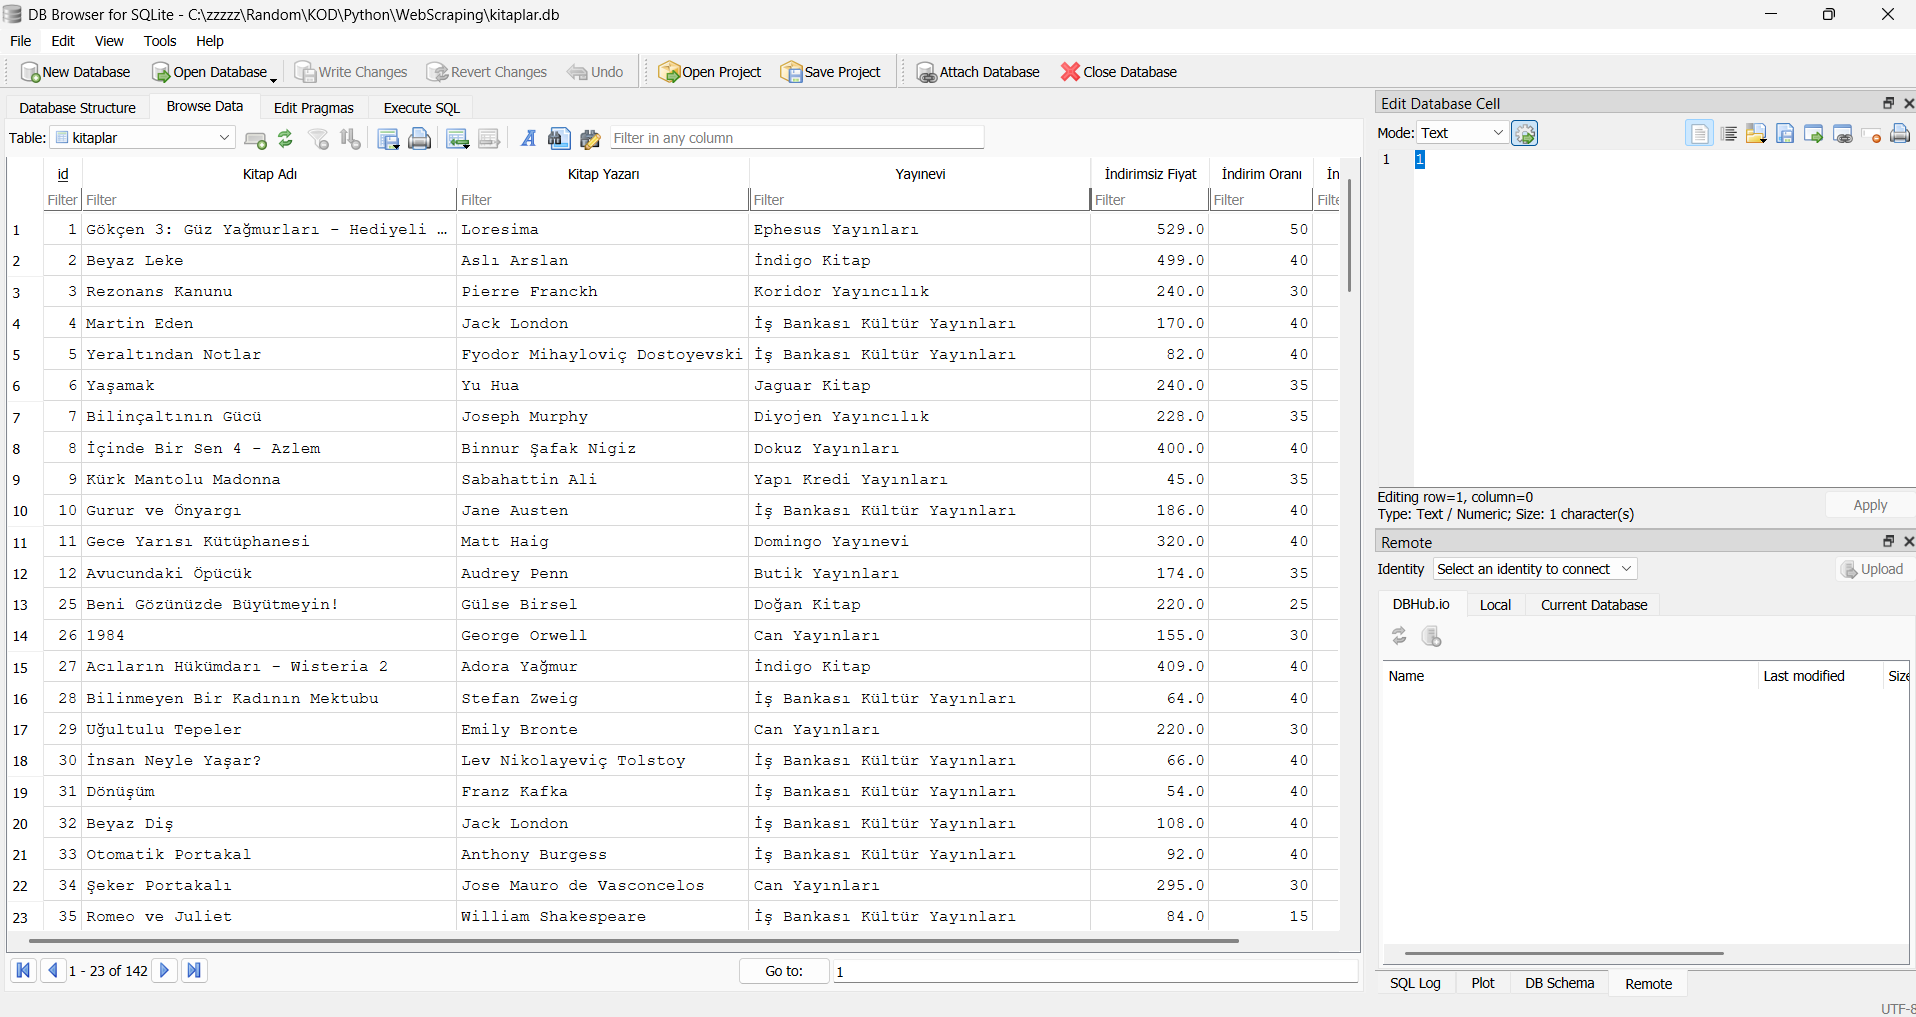 DB Browser for SQLite - C:\zzzzz\Random\KOD\Python\WebScraping\kitaplar.db
File Edit View Tools Help
New Database Open Database Write Changes Revert Changes Undo Open Project Save Project Attach Database Close Database
Database Structure Browse Data Edit Pragmas Execute SQL
Table: kitaplar Filter in any column
id Kitap Adı Kitap Yazarı Yayınevi İndirimsiz Fiyat İndirim Oranı İn
Filter Filter Filter Filter Filter Filter Filte
1 1 Gökçen 3: Güz Yağmurları - Hediyeli … Loresima Ephesus Yayınları 529.0 50
2 2 Beyaz Leke Aslı Arslan İndigo Kitap 499.0 40
3 3 Rezonans Kanunu Pierre Franckh Koridor Yayıncılık 240.0 30
4 4 Martin Eden Jack London İş Bankası Kültür Yayınları 170.0 40
5 5 Yeraltından Notlar Fyodor Mihayloviç Dostoyevski İş Bankası Kültür Yayınları 82.0 40
6 6 Yaşamak Yu Hua Jaguar Kitap 240.0 35
7 7 Bilinçaltının Gücü Joseph Murphy Diyojen Yayıncılık 228.0 35
8 8 İçinde Bir Sen 4 - Azlem Binnur Şafak Nigiz Dokuz Yayınları 400.0 40
9 9 Kürk Mantolu Madonna Sabahattin Ali Yapı Kredi Yayınları 45.0 35
10 10 Gurur ve Önyargı Jane Austen İş Bankası Kültür Yayınları 186.0 40
11 11 Gece Yarısı Kütüphanesi Matt Haig Domingo Yayınevi 320.0 40
12 12 Avucundaki Öpücük Audrey Penn Butik Yayınları 174.0 35
13 25 Beni Gözünüzde Büyütmeyin! Gülse Birsel Doğan Kitap 220.0 25
14 26 1984 George Orwell Can Yayınları 155.0 30
15 27 Acıların Hükümdarı - Wisteria 2 Adora Yağmur İndigo Kitap 409.0 40
16 28 Bilinmeyen Bir Kadının Mektubu Stefan Zweig İş Bankası Kültür Yayınları 64.0 40
17 29 Uğultulu Tepeler Emily Bronte Can Yayınları 220.0 30
18 30 İnsan Neyle Yaşar? Lev Nikolayeviç Tolstoy İş Bankası Kültür Yayınları 66.0 40
19 31 Dönüşüm Franz Kafka İş Bankası Kültür Yayınları 54.0 40
20 32 Beyaz Diş Jack London İş Bankası Kültür Yayınları 108.0 40
21 33 Otomatik Portakal Anthony Burgess İş Bankası Kültür Yayınları 92.0 40
22 34 Şeker Portakalı Jose Mauro de Vasconcelos Can Yayınları 295.0 30
23 35 Romeo ve Juliet William Shakespeare İş Bankası Kültür Yayınları 84.0 15
1 - 23 of 142 Go to: 1
Edit Database Cell
Mode: Text
1 1
Editing row=1, column=0
Type: Text / Numeric; Size: 1 character(s)
Apply
Remote
Identity Select an identity to connect Upload
DBHub.io Local Current Database
Name Last modified Size
SQL Log Plot DB Schema Remote
UTF-8